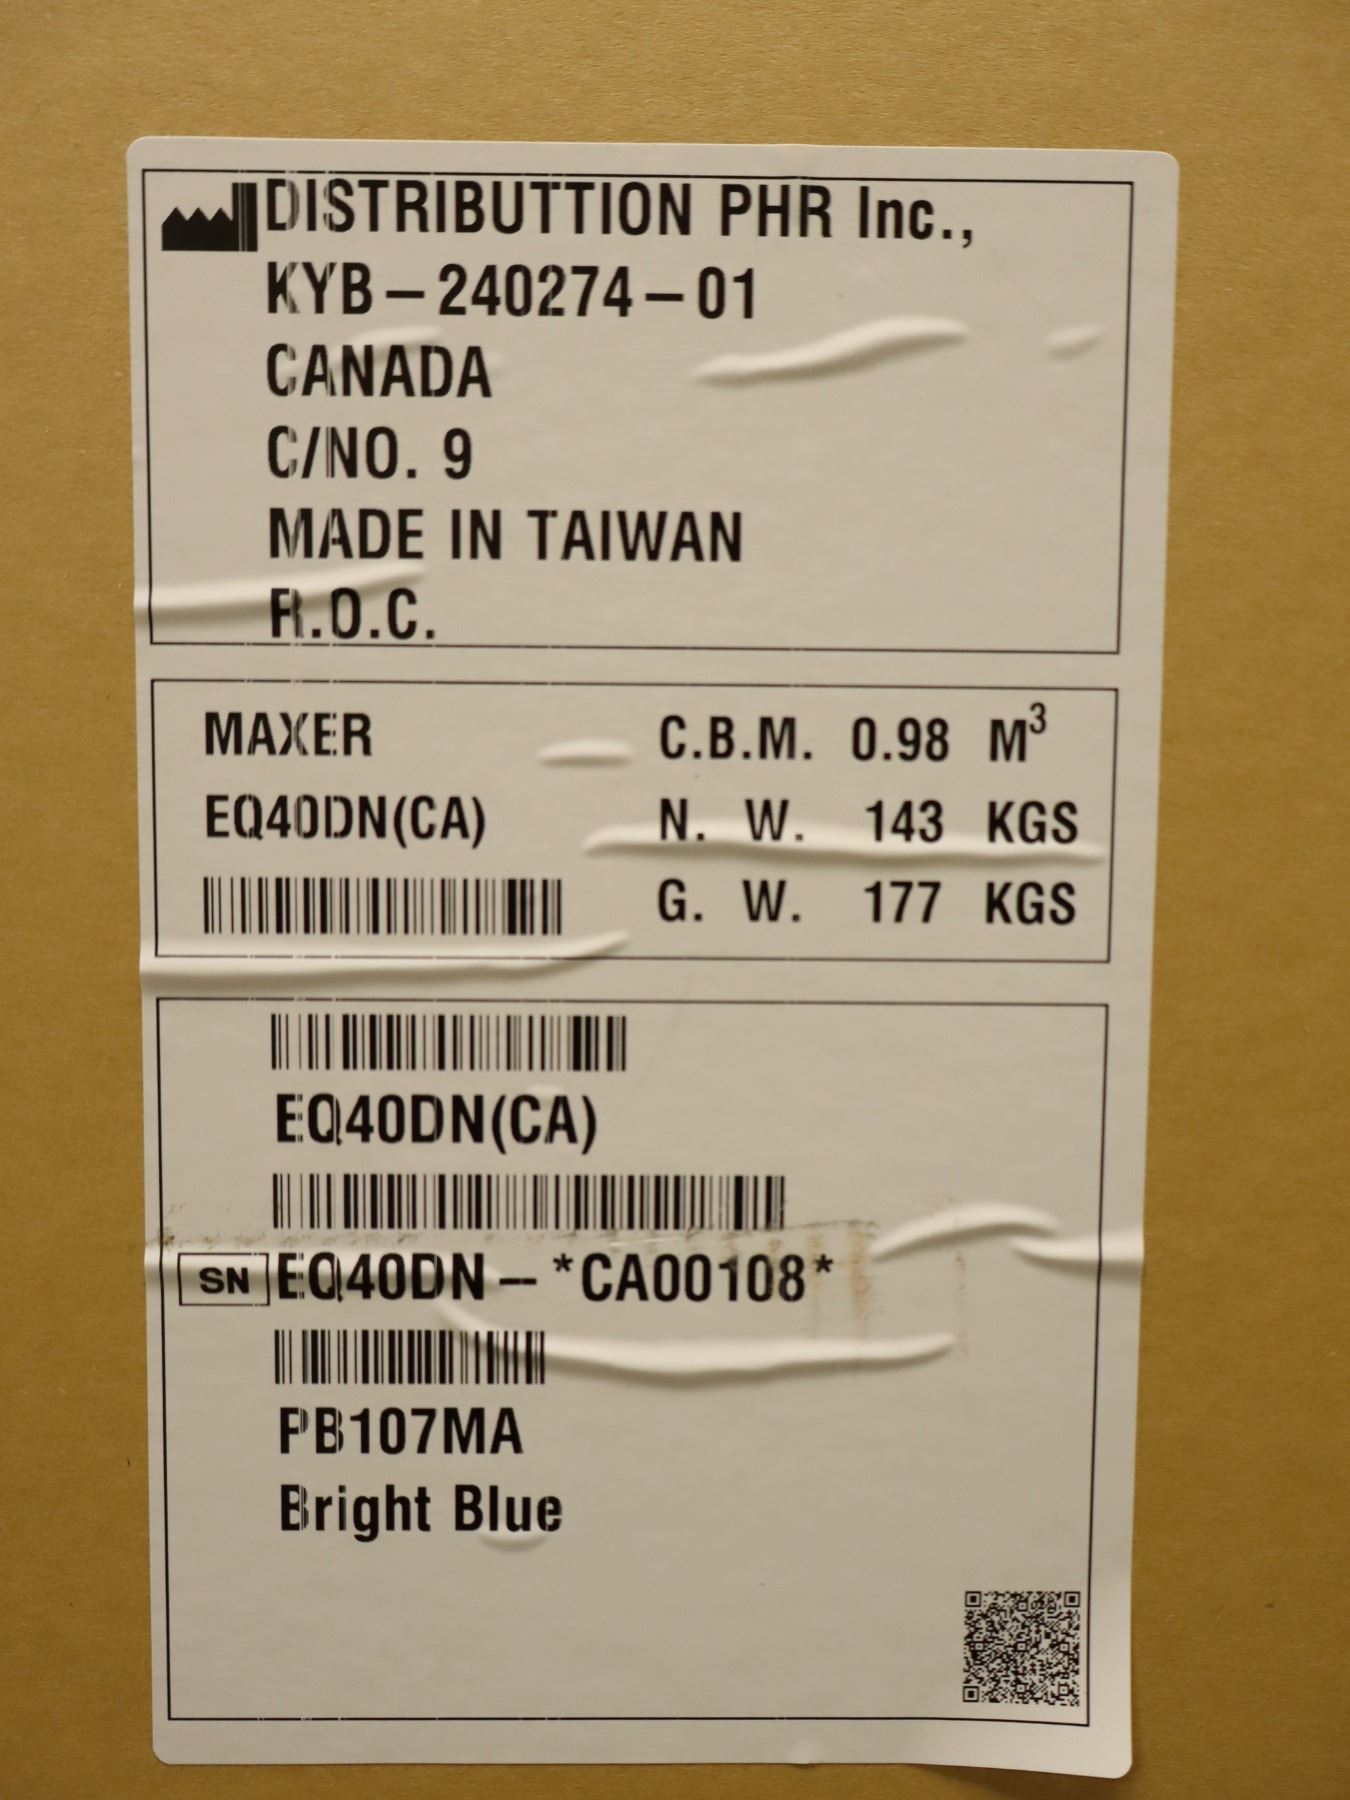 DISTRIBUTTION PHR Inc.,
KYB-240274-01
CANADA
C/NO. 9
MADE IN TAIWAN
R.O.C.
MAXER
C.B.M. 0.98 M³
EQ40DN(CA)
N. W. 143 KGS
G. W. 177 KGS
EQ40DN(CA)
SN EQ40DN-*CA00108*
PB107MA
Bright Blue